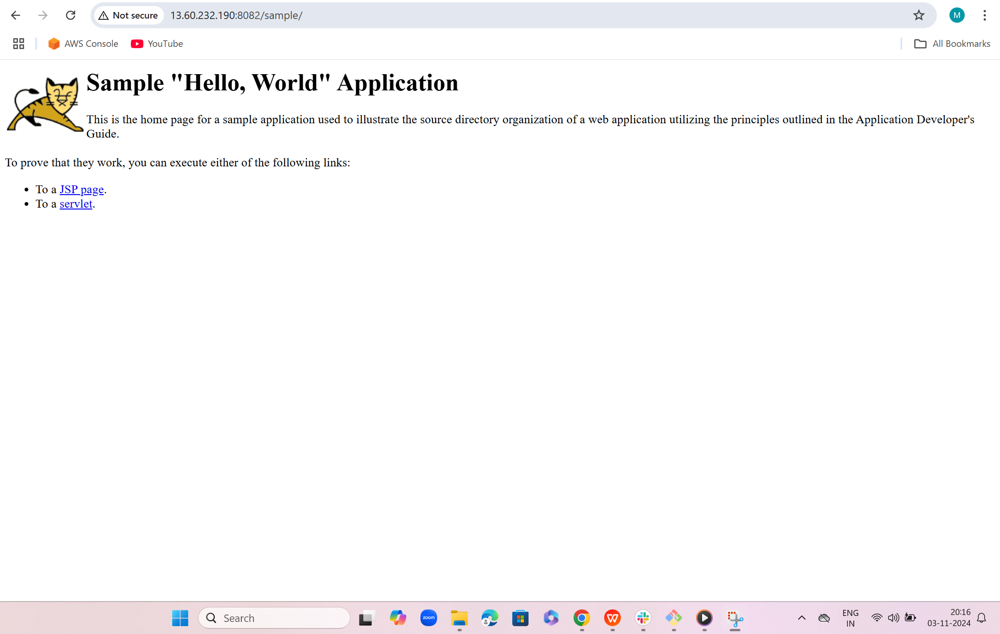 Not secure 13.60.232.190:8082/sample/
M
AWS Console YouTube All Bookmarks
Sample "Hello, World" Application
This is the home page for a sample application used to illustrate the source directory organization of a web application utilizing the principles outlined in the Application Developer's
Guide.
To prove that they work, you can execute either of the following links:
• To a JSP page.
• To a servlet.
Search
zoom
ENG
IN
20:16
03-11-2024